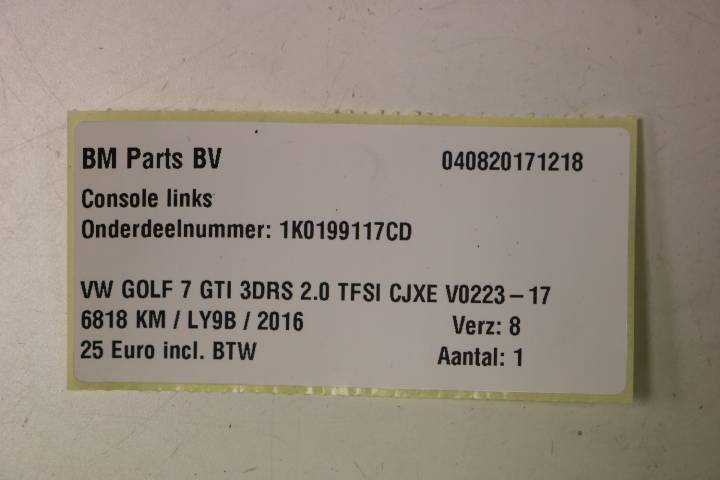 BM Parts BV 040820171218
Console links
Onderdeelnummer: 1K0199117CD
VW GOLF 7 GTI 3DRS 2.0 TFSI CJXE V0223-17
6818 KM / LY9B / 2016 Verz: 8
25 Euro incl. BTW Aantal: 1